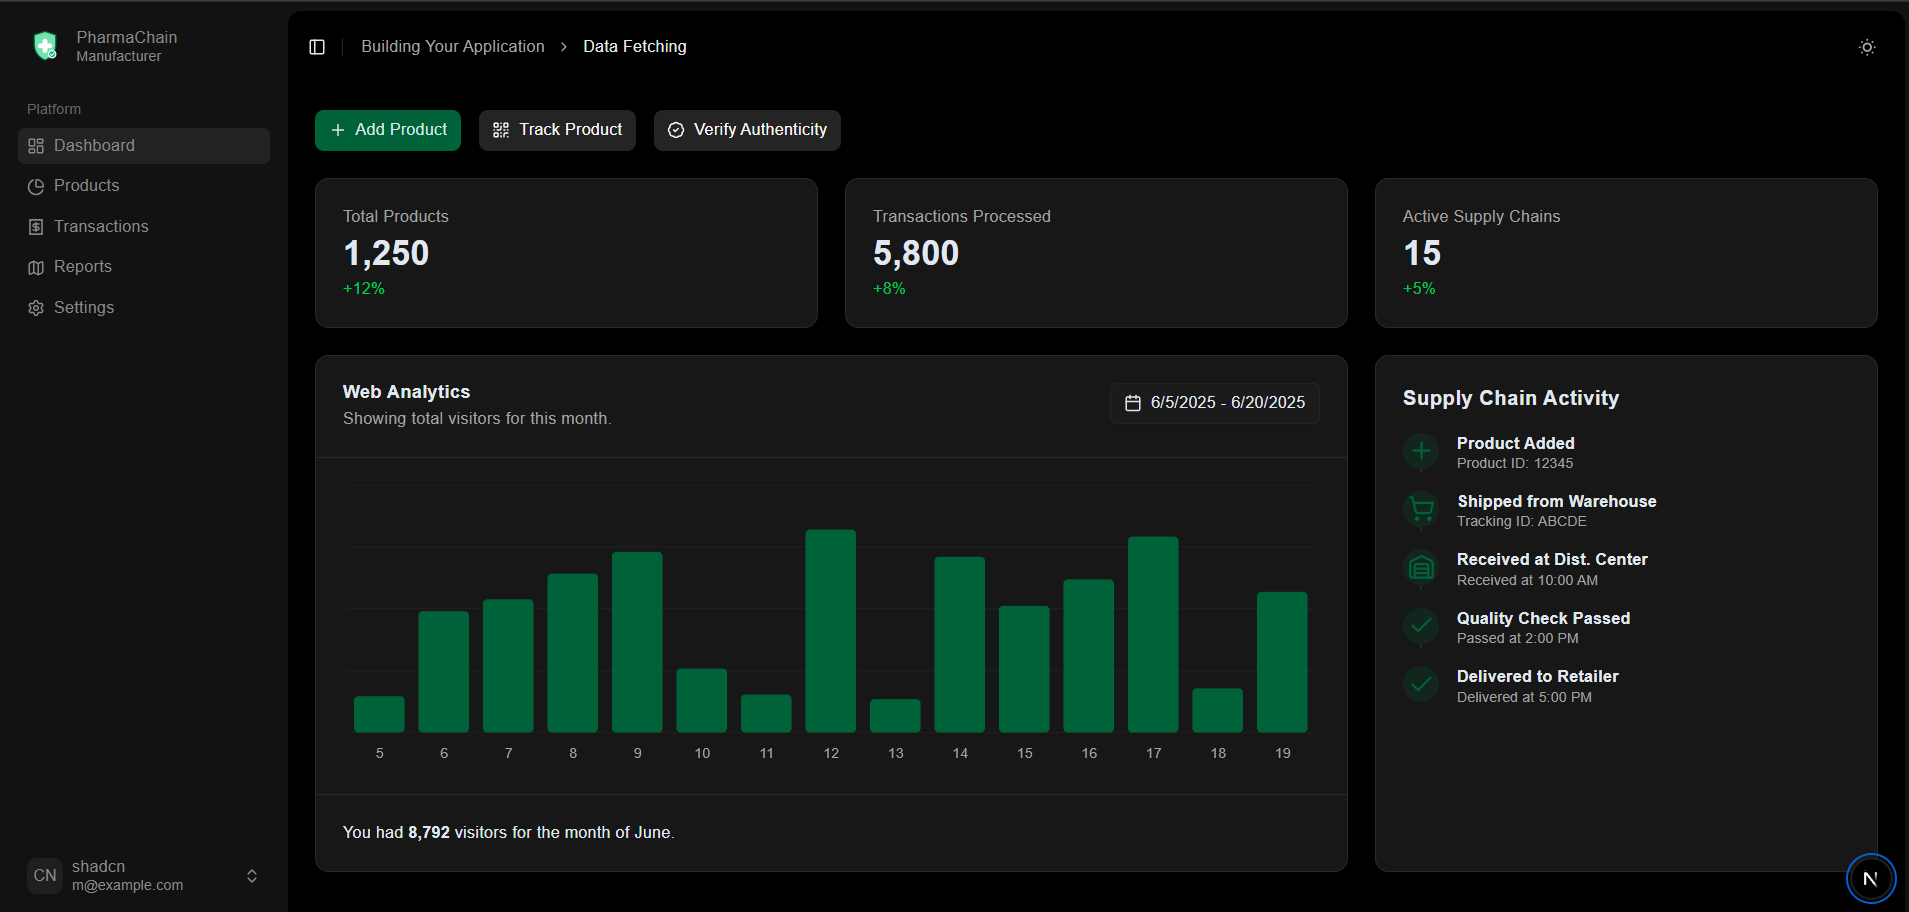 PharmaChain
Manufacturer
Platform
Dashboard
Products
Transactions
Reports
Settings
CN
shadcn
m@example.com
Building Your Application > Data Fetching
Add Product
Track Product
Verify Authenticity
Total Products
1,250
+12%
Transactions Processed
5,800
+8%
Active Supply Chains
15
+5%
Web Analytics
Showing total visitors for this month.
6/5/2025 - 6/20/2025
5 6 7 8 9 10 11 12 13 14 15 16 17 18 19
You had 8,792 visitors for the month of June.
Supply Chain Activity
Product Added
Product ID: 12345
Shipped from Warehouse
Tracking ID: ABCDE
Received at Dist. Center
Received at 10:00 AM
Quality Check Passed
Passed at 2:00 PM
Delivered to Retailer
Delivered at 5:00 PM
N